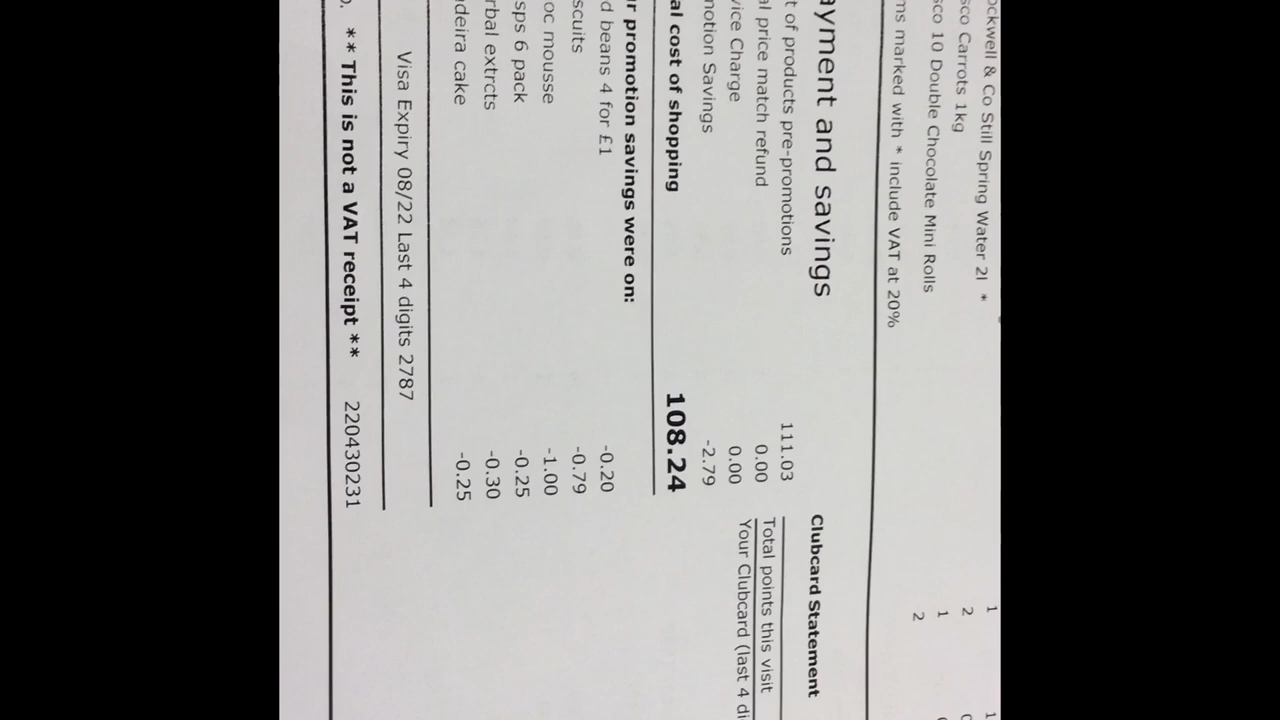 ockwell & Co Still Spring Water 2l * 1 1
sco Carrots 1kg 2
sco 10 Double Chocolate Mini Rolls 1
2
ms marked with * include VAT at 20%
ayment and savings
Clubcard Statement
t of products pre-promotions 111.03
al price match refund 0.00
Total points this visit
vice Charge 0.00
Your Clubcard (last 4 di
motion Savings -2.79
al cost of shopping 108.24
ur promotion savings were on:
d beans 4 for £1 -0.20
scuits -0.79
oc mousse -1.00
sps 6 pack -0.25
rbal extrcts -0.30
deira cake -0.25
Visa Expiry 08/22 Last 4 digits 2787
** This is not a VAT receipt ** 220430231